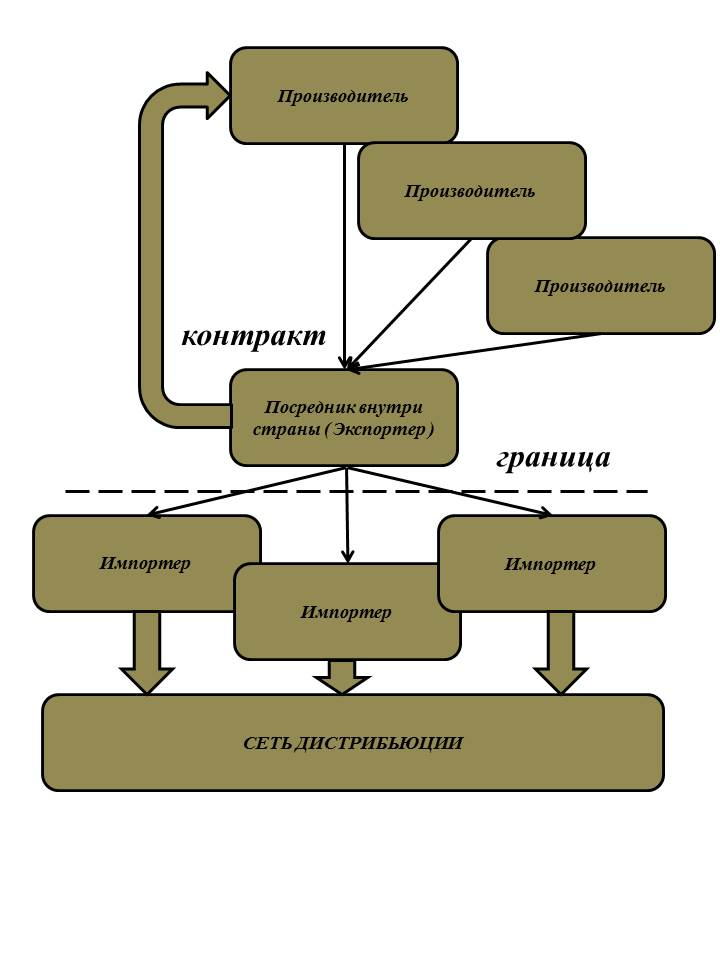 Производитель
Производитель
Производитель
контракт
Посредник внутри
страны (Экспортер)
граница
Импортер
Импортер
Импортер
СЕТЬ ДИСТРИБЬЮЦИИ